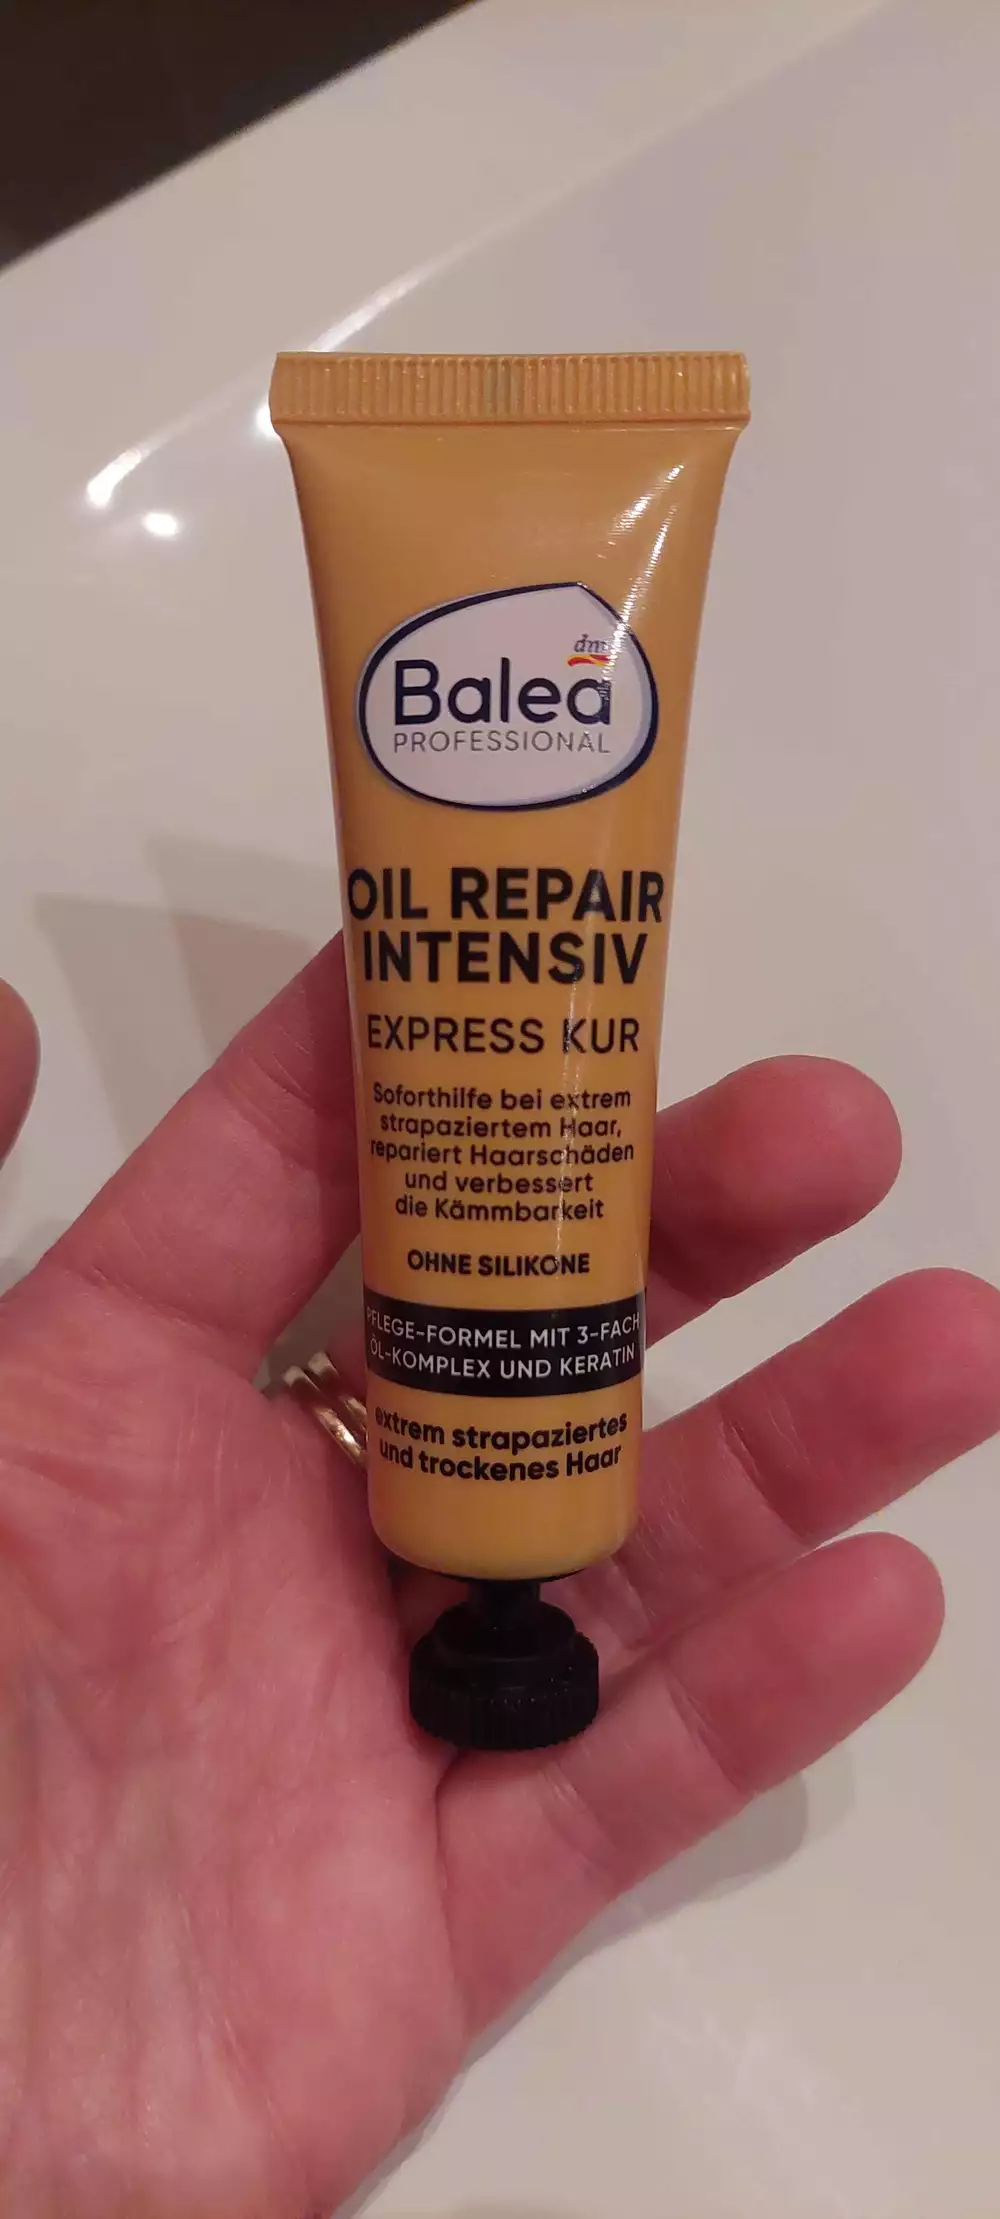 dm
Balea
PROFESSIONAL
OIL REPAIR
INTENSIV
EXPRESS KUR
Soforthilfe bei extrem
strapaziertem Haar,
repariert Haarschäden
und verbessert
die Kämmbarkeit
OHNE SILIKONE
PFLEGE-FORMEL MIT 3-FACH
ÖL-KOMPLEX UND KERATIN
extrem strapaziertes
und trockenes Haar